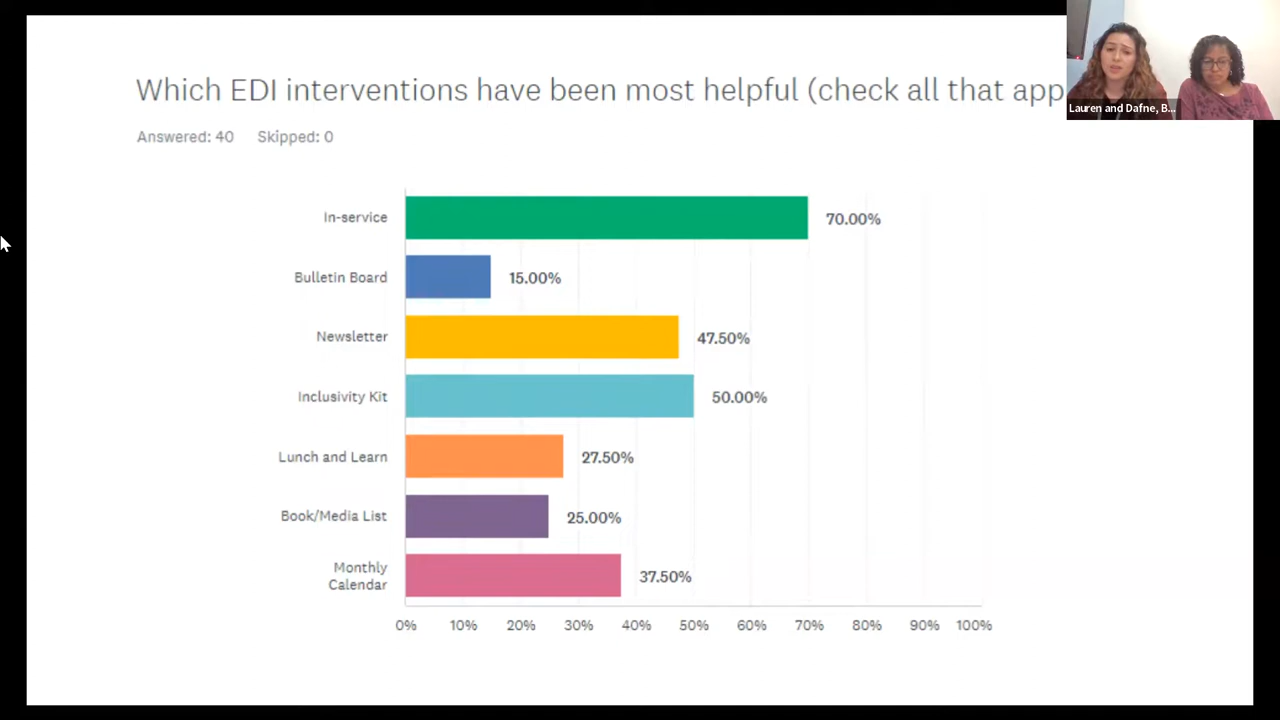 Which EDI interventions have been most helpful (check all that app
Answered: 40 Skipped: 0
Lauren and Dafne, B...
In-service
70.00%
Bulletin Board
15.00%
Newsletter
47.50%
Inclusivity Kit
50.00%
Lunch and Learn
27.50%
Book/Media List
25.00%
Monthly
Calendar
37.50%
0% 10% 20% 30% 40% 50% 60% 70% 80% 90% 100%